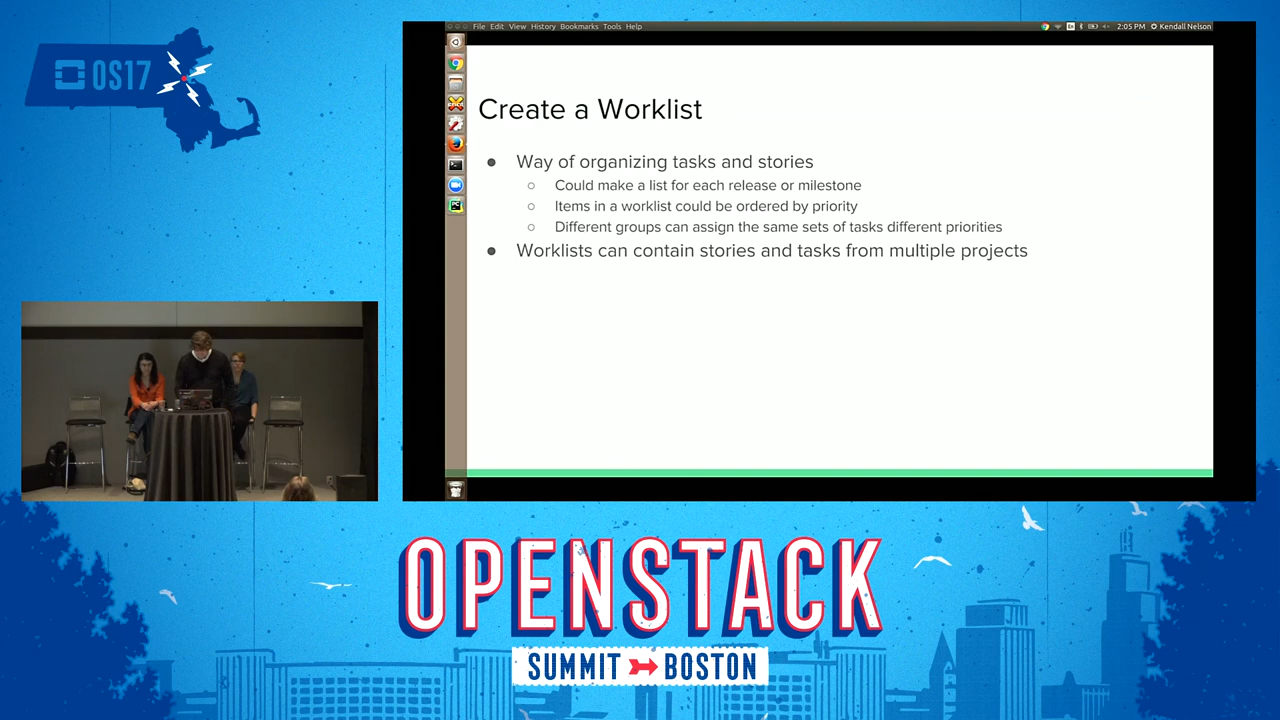 OS17
File Edit View History Bookmarks Tools Help
En
2:05 PM Kendall Nelson
Create a Worklist
Way of organizing tasks and stories
Could make a list for each release or milestone
Items in a worklist could be ordered by priority
Different groups can assign the same sets of tasks different priorities
Worklists can contain stories and tasks from multiple projects
PC
OPENSTACK
SUMMIT BOSTON